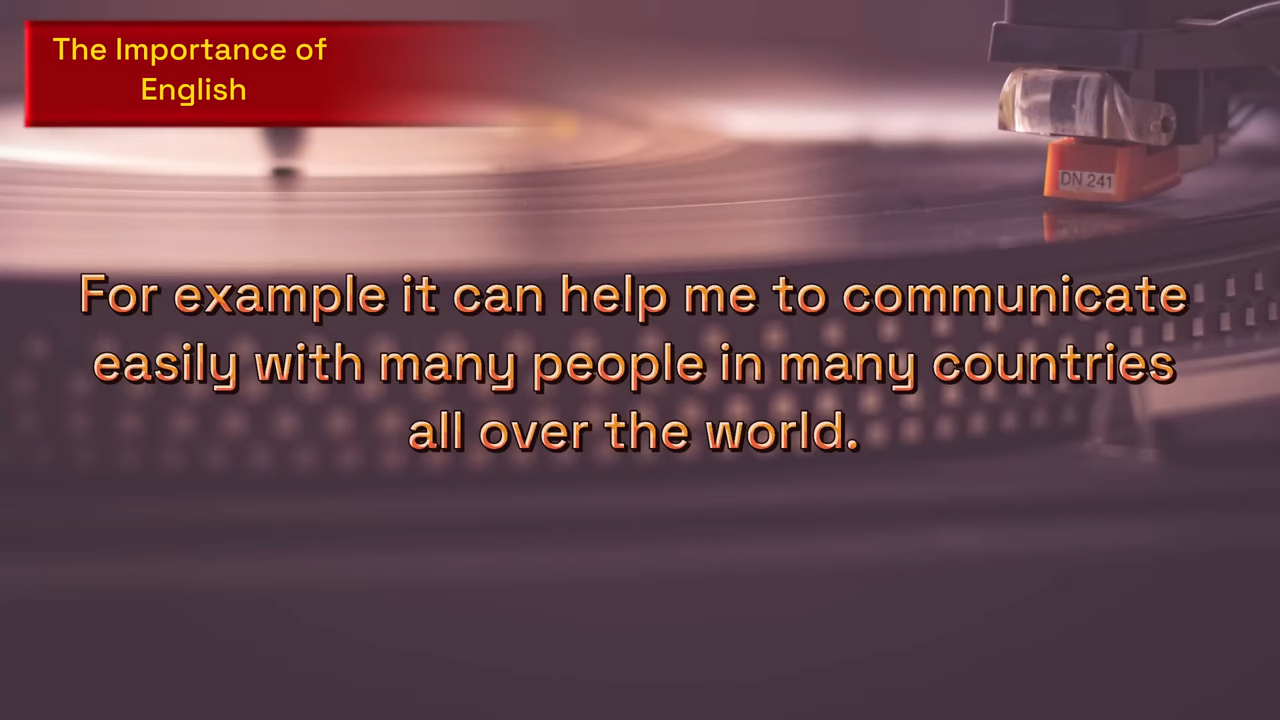 The Importance of
English
DN 241
For example it can help me to communicate
easily with many people in many countries
all over the world.